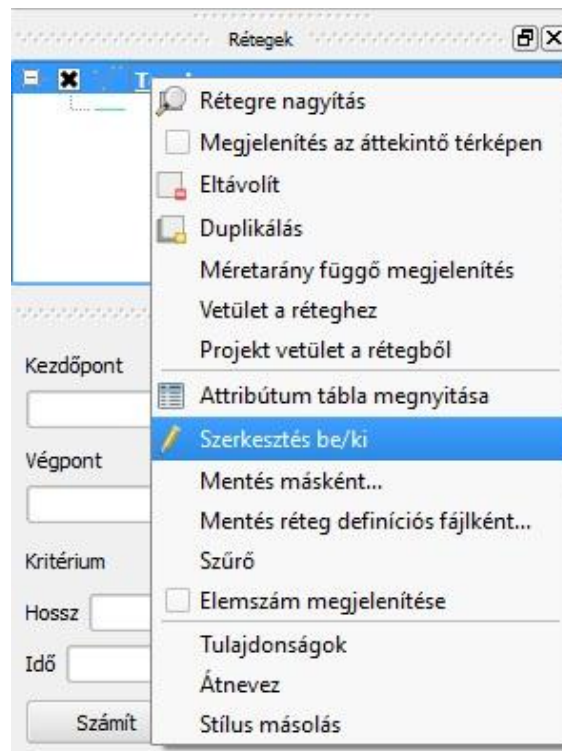 Rétegek
Rétegre nagyítás
Megjelenítés az áttekintő térképen
Eltávolít
Duplikálás
Méretarány függő megjelenítés
Vetület a réteghez
Projekt vetület a rétegből
Attribútum tábla megnyitása
Szerkesztés be/ki
Mentés másként...
Mentés réteg definíciós fájlként...
Szűrő
Elemszám megjelenítése
Tulajdonságok
Átnevez
Stílus másolás
Kezdőpont
Végpont
Kritérium
Hossz
Idő
Számít